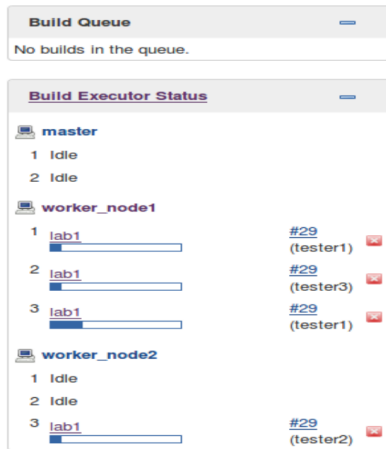 Build Queue
No builds in the queue.
Build Executor Status
master
1 Idle
2 Idle
worker_node1
1 lab1 #29
(tester1)
2 lab1 #29
(tester3)
3 lab1 #29
(tester1)
worker_node2
1 Idle
2 Idle
3 lab1 #29
(tester2)